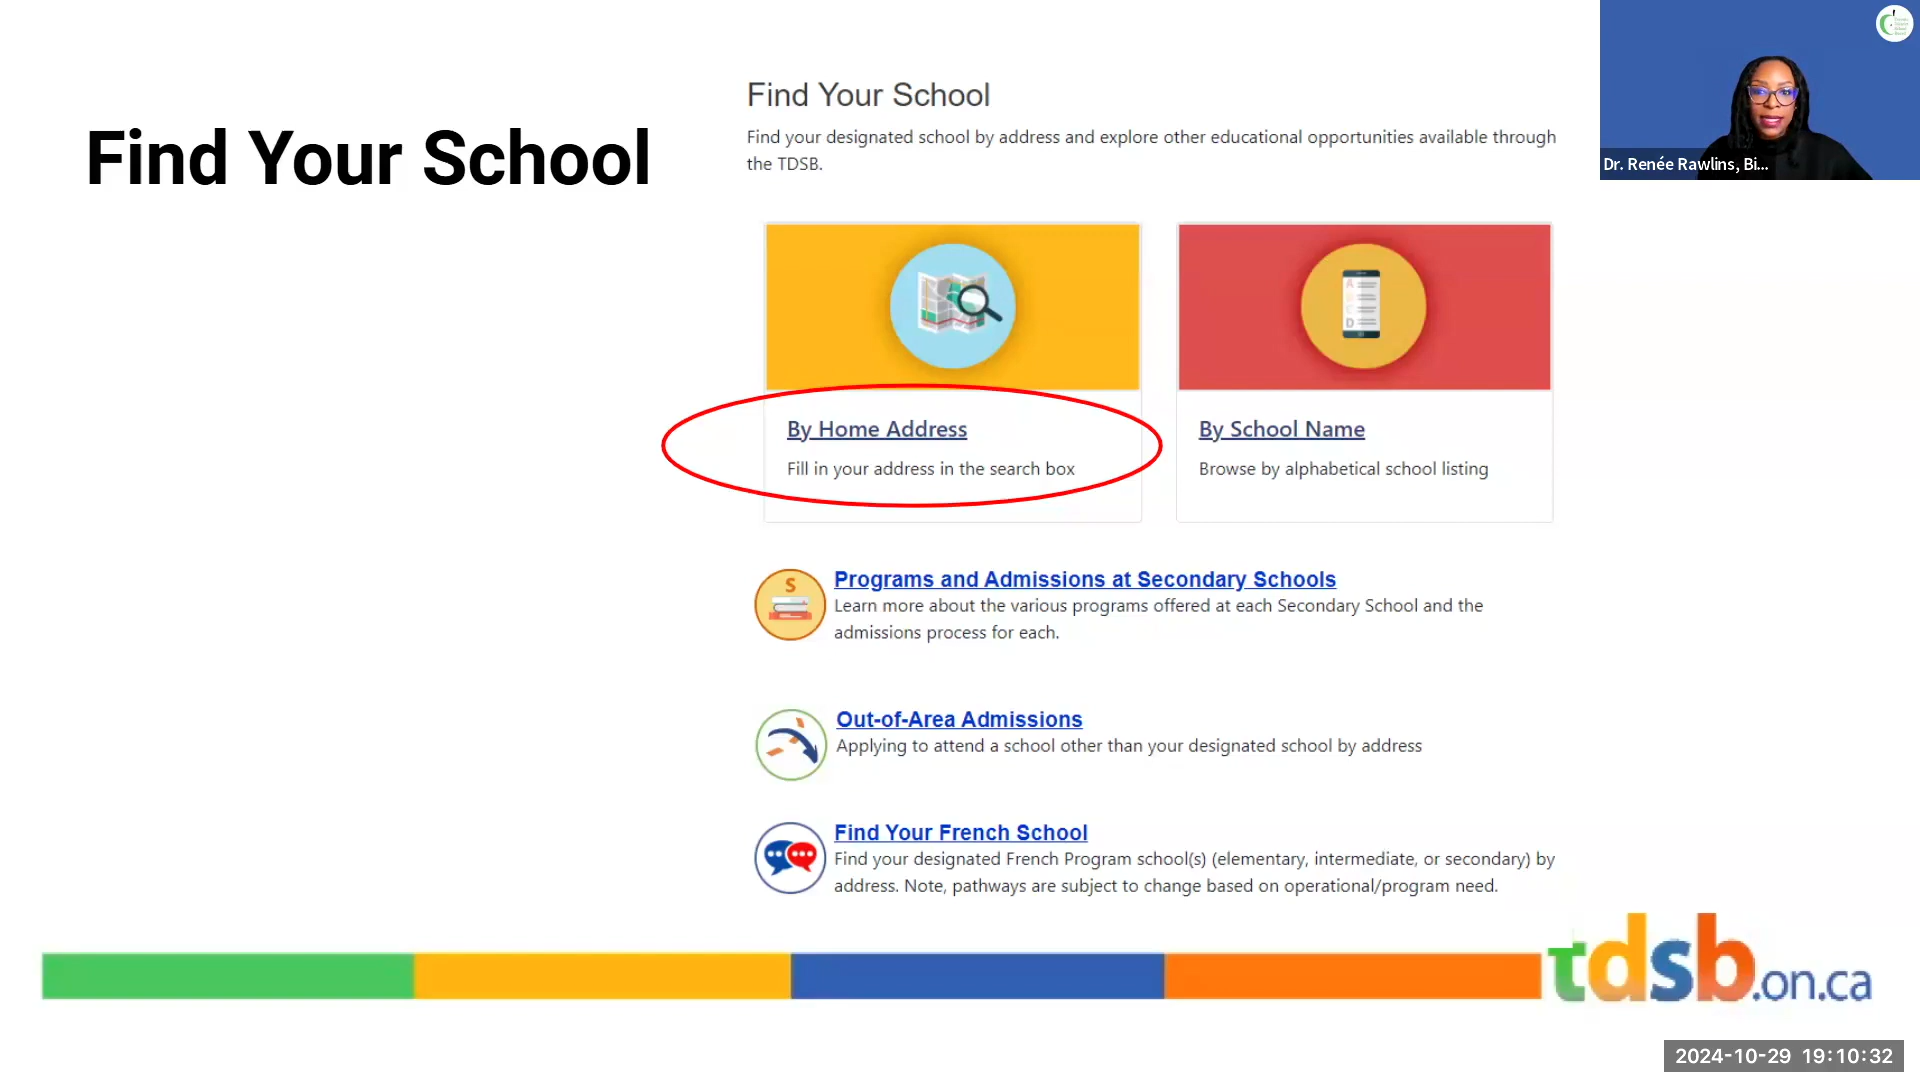 Find Your School
Find Your School
Find your designated school by address and explore other educational opportunities available through
the TDSB.
Dr. Renée Rawlins, Bi...
A
C
D
By Home Address
Fill in your address in the search box
By School Name
Browse by alphabetical school listing
S
Programs and Admissions at Secondary Schools
Learn more about the various programs offered at each Secondary School and the
admissions process for each.
Out-of-Area Admissions
Applying to attend a school other than your designated school by address
Find Your French School
Find your designated French Program school(s) (elementary, intermediate, or secondary) by
address. Note, pathways are subject to change based on operational/program need.
tdsb.on.ca
2024-10-29 19:10:32